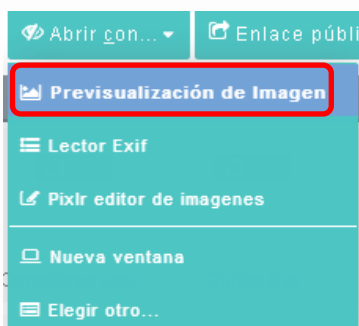 Abrir con... Enlace públi
Previsualización de Imagen
Lector Exif
Pixlr editor de imagenes
Nueva ventana
Elegir otro...